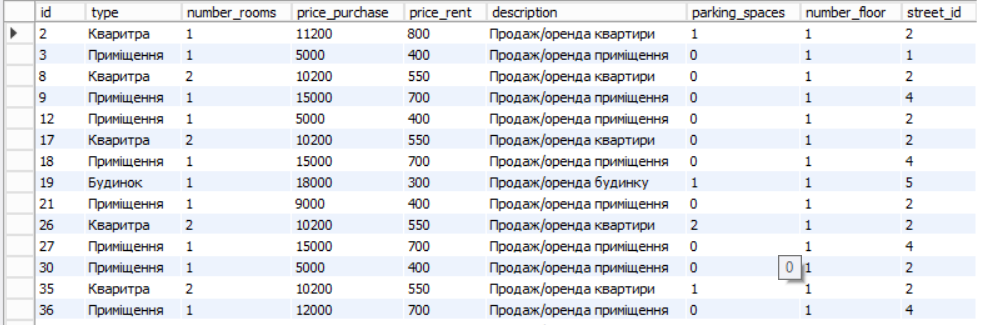 id type number_rooms price_purchase price_rent description parking_spaces number_floor street_id
2 Кваритра 1 11200 800 Продаж/оренда квартири 1 1 2
3 Приміщення 1 5000 400 Продаж/оренда приміщення 0 1 1
8 Кваритра 2 10200 550 Продаж/оренда квартири 0 1 2
9 Приміщення 1 15000 700 Продаж/оренда приміщення 0 1 4
12 Приміщення 1 5000 400 Продаж/оренда приміщення 0 1 2
17 Кваритра 2 10200 550 Продаж/оренда квартири 0 1 2
18 Приміщення 1 15000 700 Продаж/оренда приміщення 0 1 4
19 Будинок 1 18000 300 Продаж/оренда будинку 1 1 5
21 Приміщення 1 9000 400 Продаж/оренда приміщення 0 1 2
26 Кваритра 2 10200 550 Продаж/оренда квартири 2 1 2
27 Приміщення 1 15000 700 Продаж/оренда приміщення 0 1 4
30 Приміщення 1 5000 400 Продаж/оренда приміщення 0 0 1 2
35 Кваритра 2 10200 550 Продаж/оренда квартири 1 1 2
36 Приміщення 1 12000 700 Продаж/оренда приміщення 0 1 4